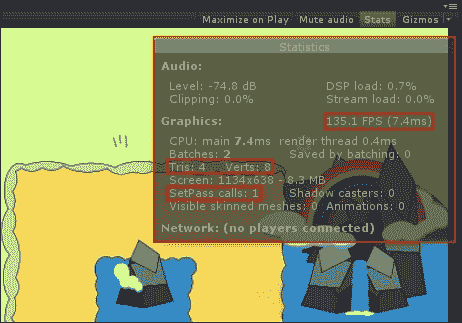 Maximize on Play Mute audio Stats Gizmos
Statistics
Audio:
Level: -74.8 dB DSP load: 0.7%
Clipping: 0.0% Stream load: 0.0%
Graphics: 135.1 FPS (7.4ms)
CPU: main 7.4ms render thread 0.4ms
Batches: 2 Saved by batching: 0
Tris: 4 Verts: 8
Screen: 1134x638 - 8.3 MB
SetPass calls: 1 Shadow casters: 0
Visible skinned meshes: 0 Animations: 0
Network: (no players connected)